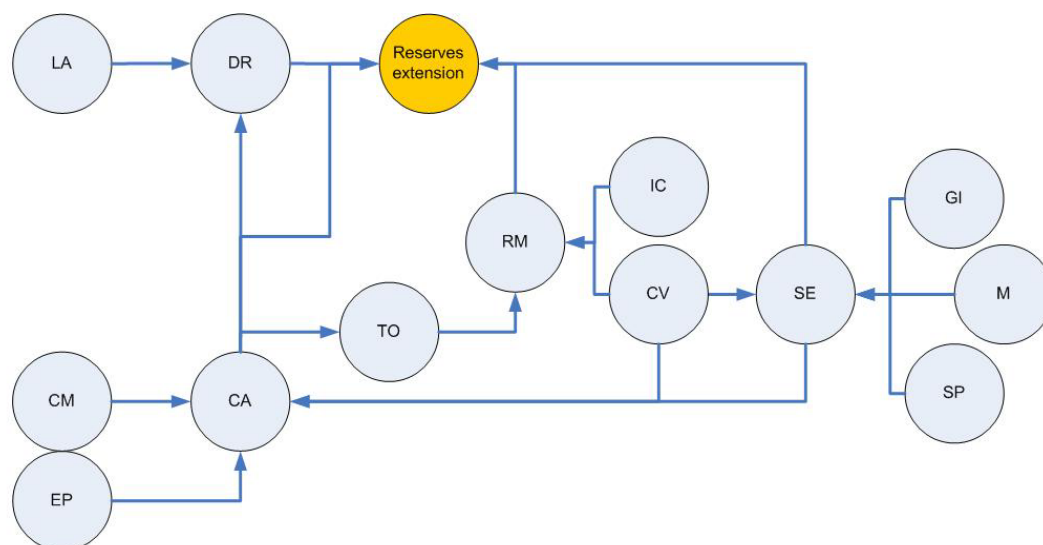 LA
DR
Reserves
extension
IC
GI
RM
CV
SE
M
TO
CM
CA
SP
EP